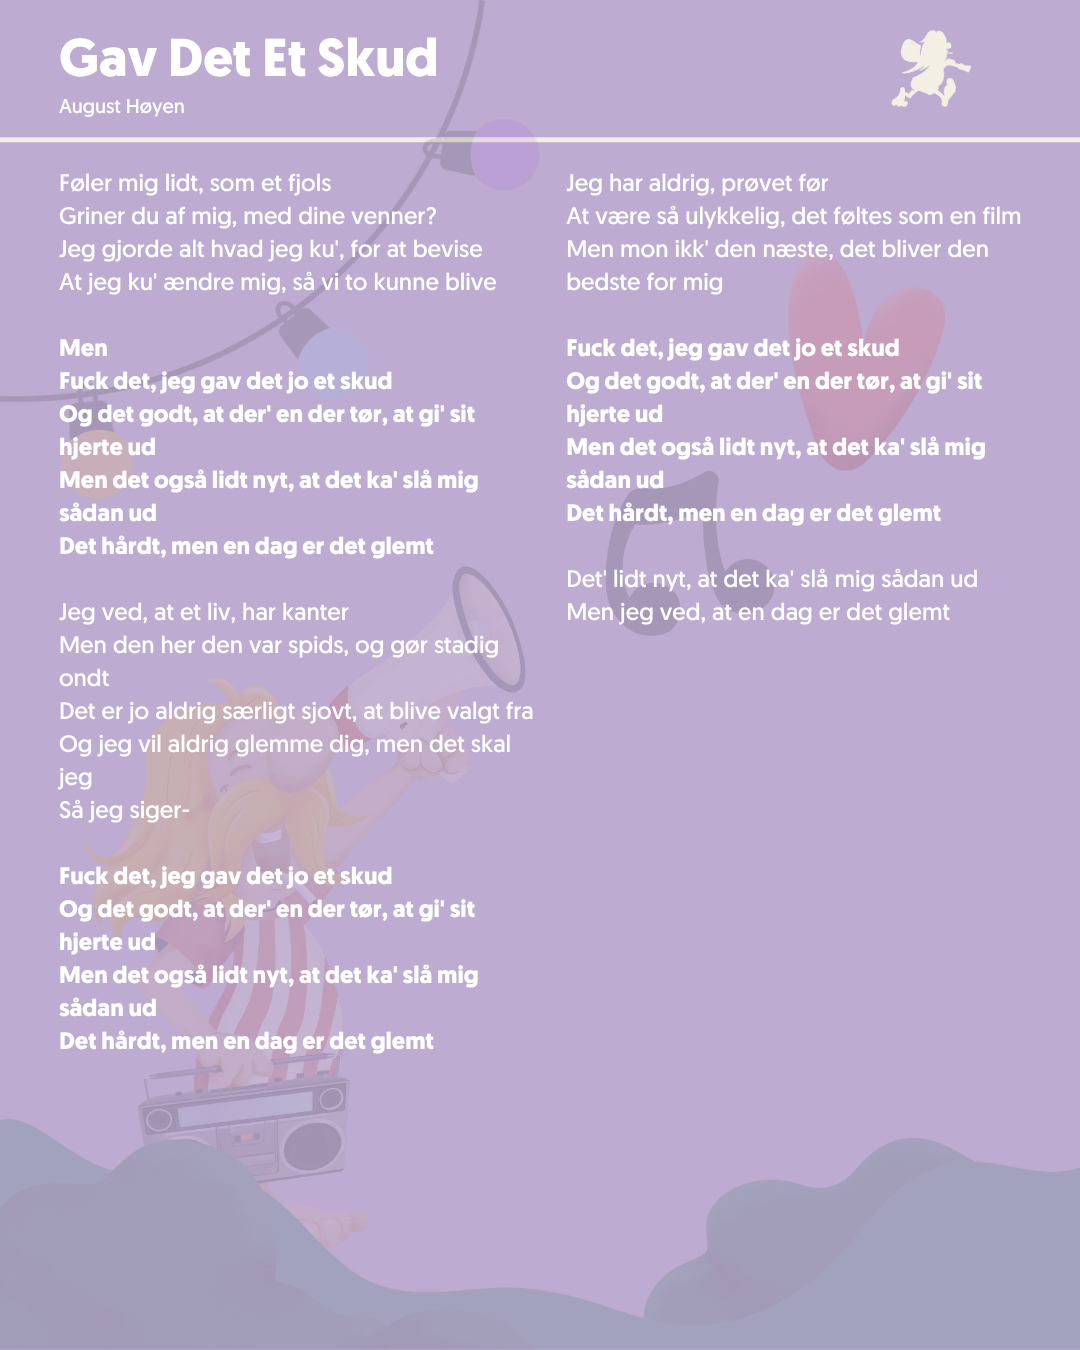 Gav Det Et Skud
August Høyen
Føler mig lidt, som et fjols
Griner du af mig, med dine venner?
Jeg gjorde alt hvad jeg ku', for at bevise
At jeg ku' ændre mig, så vi to kunne blive
Men
Fuck det, jeg gav det jo et skud
Og det godt, at der' en der tør, at gi' sit
hjerte ud
Men det også lidt nyt, at det ka' slå mig
sådan ud
Det hårdt, men en dag er det glemt
Jeg ved, at et liv, har kanter
Men den her den var spids, og gør stadig
ondt
Det er jo aldrig særligt sjovt, at blive valgt fra
Og jeg vil aldrig glemme dig, men det skal
jeg
Så jeg siger-
Fuck det, jeg gav det jo et skud
Og det godt, at der' en der tør, at gi' sit
hjerte ud
Men det også lidt nyt, at det ka' slå mig
sådan ud
Det hårdt, men en dag er det glemt
Jeg har aldrig, prøvet før
At være så ulykkelig, det føltes som en film
Men mon ikk' den næste, det bliver den
bedste for mig
Fuck det, jeg gav det jo et skud
Og det godt, at der' en der tør, at gi' sit
hjerte ud
Men det også lidt nyt, at det ka' slå mig
sådan ud
Det hårdt, men en dag er det glemt
Det' lidt nyt, at det ka' slå mig sådan ud
Men jeg ved, at en dag er det glemt